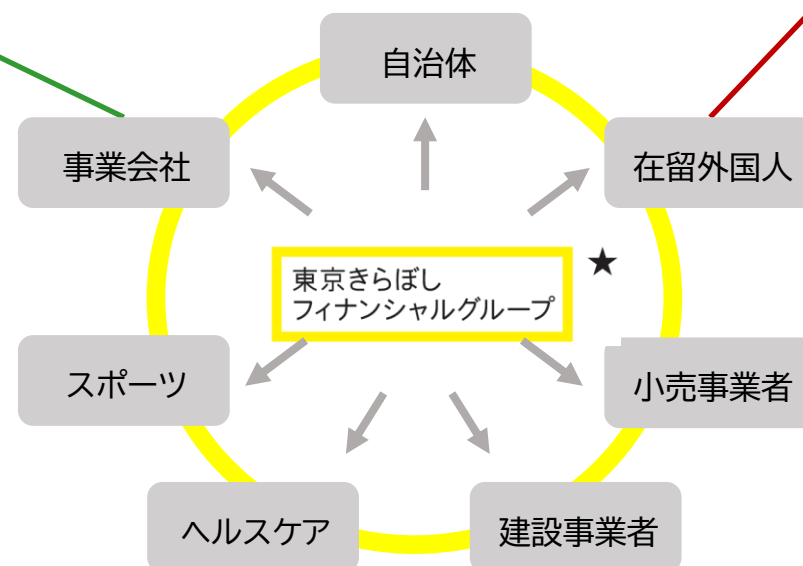 自治体
事業会社
在留外国人
東京きらぼし
フィナンシャルグループ
★
スポーツ
小売事業者
ヘルスケア
建設事業者